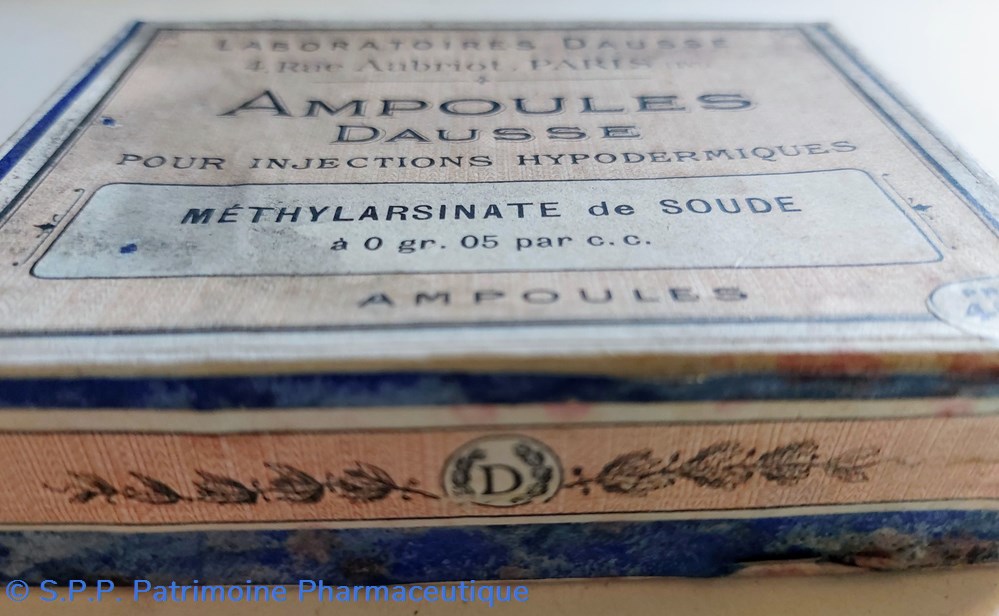 LABORATOIRES DAUSSE
4, Rue Aubriot, PARIS
AMPOULES
DAUSSE
POUR INJECTIONS HYPODERMIQUES
MÉTHYLARSINATE de SOUDE
à 0 gr. 05 par c.c.
AMPOULES
D
© S.P.P. Patrimoine Pharmaceutique